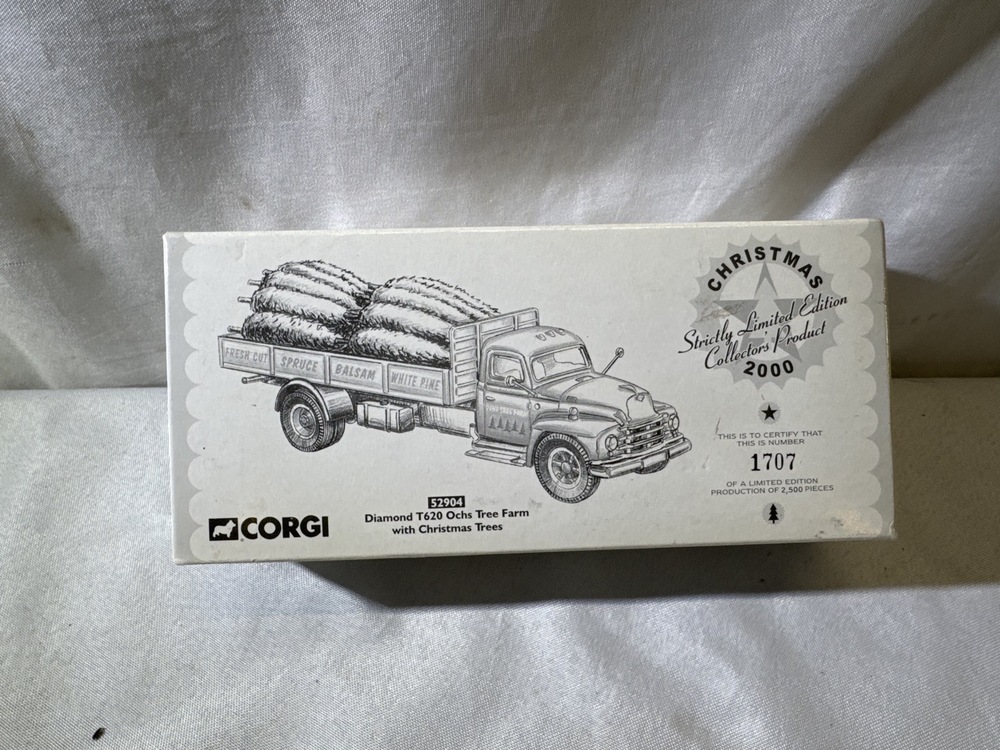 CHRISTMAS
Strictly Limited Edition
Collectors' Product
2000
FRESH CUT
SPRUCE
BALSAM
WHITE PINE
TREE FARM
THIS IS TO CERTIFY THAT
THIS IS NUMBER
1707
OF A LIMITED EDITION
PRODUCTION OF 2,500 PIECES
CORGI
52904
Diamond T620 Ochs Tree Farm
with Christmas Trees